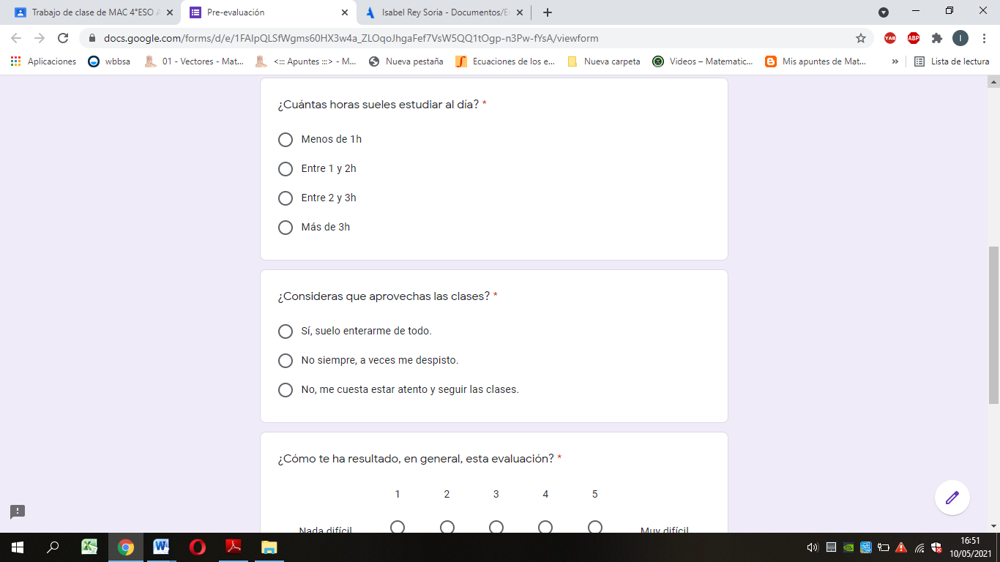 Trabajo de clase de MAC 4°ESO A
Pre-evaluación
Isabel Rey Soria - Documentos/E
docs.google.com/forms/d/e/1FAIpQLSfWgms60HX3w4a_ZLOqoJhgaFef7VsW5QQ1tOgp-n3Pw-fYsA/viewform
YAB
ABP
I
Aplicaciones
wbbsa
01 - Vectores - Mat...
<::: Apuntes :::> - M...
Nueva pestaña
Ecuaciones de los e...
Nueva carpeta
Videos – Matematic...
Mis apuntes de Mat...
»
Lista de lectura
¿Cuántas horas sueles estudiar al día? *
Menos de 1h
Entre 1 y 2h
Entre 2 y 3h
Más de 3h
¿Consideras que aprovechas las clases? *
Sí, suelo enterarme de todo.
No siempre, a veces me despisto.
No, me cuesta estar atento y seguir las clases.
¿Cómo te ha resultado, en general, esta evaluación? *
1 2 3 4 5
Nada difícil Muy difícil
16:51
10/05/2021